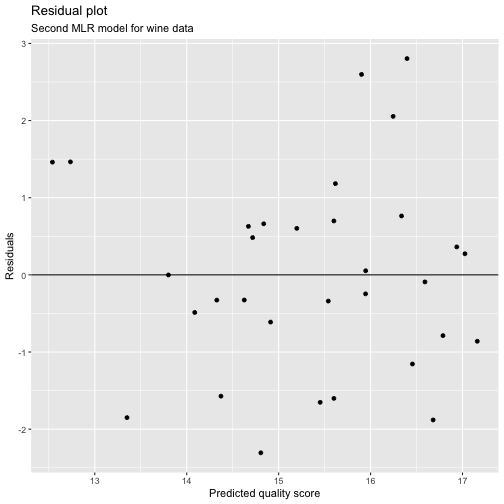 Residual plot
Second MLR model for wine data
3
2
1
0
-1
-2
Residuals
13 14 15 16 17
Predicted quality score